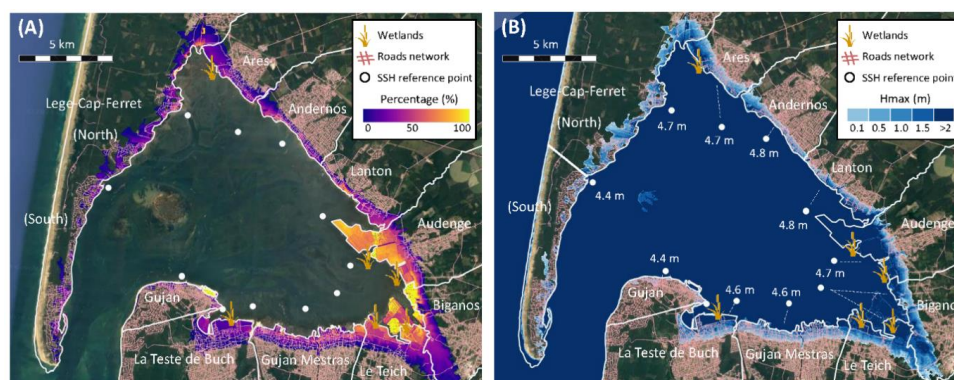 (A)
5 km
Wetlands
Roads network
SSH reference point
Percentage (%)
0 50 100
Ares
Lege-Cap-Ferret
Andernos
(North)
Lanton
(South)
Audenge
Biganos
Gujan
La Teste de Buch
Gujan Mestras
Le Teich
(B)
5 km
Wetlands
Roads network
SSH reference point
Hmax (m)
0.1 0.5 1.0 1.5 >2
Ares
Lege-Cap-Ferret
Andernos
4.7 m
(North)
4.7 m
4.8 m
Lanton
4.4 m
(South)
4.8 m
Audenge
4.7 m
4.4 m
Gujan
4.6 m
4.6 m
Biganos
La Teste de Buch
Gujan Mestras
Le Teich